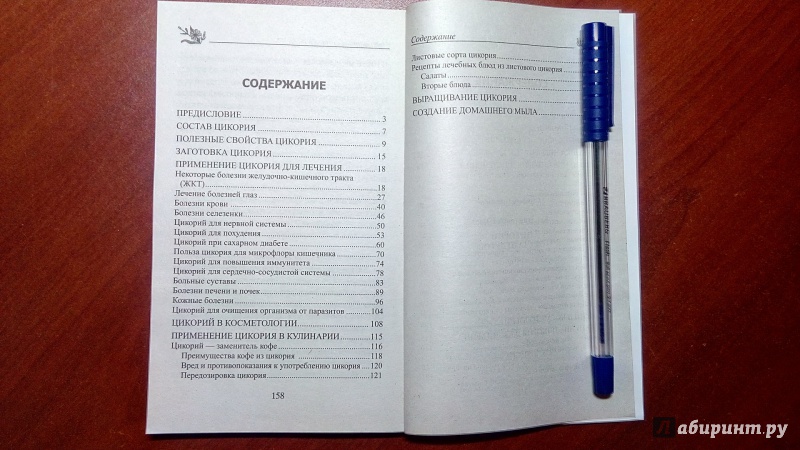 СОДЕРЖАНИЕ
ПРЕДИСЛОВИЕ 3
СОСТАВ ЦИКОРИЯ 7
ПОЛЕЗНЫЕ СВОЙСТВА ЦИКОРИЯ 9
ЗАГОТОВКА ЦИКОРИЯ 15
ПРИМЕНЕНИЕ ЦИКОРИЯ ДЛЯ ЛЕЧЕНИЯ 18
Некоторые болезни желудочно-кишечного тракта
(ЖКТ) 18
Лечение болезней глаз 27
Болезни крови 40
Болезни селезенки 46
Цикорий для нервной системы 50
Цикорий для похудения 53
Цикорий при сахарном диабете 60
Польза цикория для микрофлоры кишечника 70
Цикорий для повышения иммунитета 74
Цикорий для сердечно-сосудистой системы 78
Больные суставы 83
Болезни печени и почек 89
Кожные болезни 96
Цикорий для очищения организма от паразитов 104
ЦИКОРИЙ В КОСМЕТОЛОГИИ 108
ПРИМЕНЕНИЕ ЦИКОРИЯ В КУЛИНАРИИ 115
Цикорий — заменитель кофе 116
Преимущества кофе из цикория 118
Вред и противопоказания к употреблению цикория 120
Передозировка цикория 121
158
Содержание
Листовые сорта цикория
Рецепты лечебных блюд из листового цикория
Салаты
Вторые блюда
ВЫРАЩИВАНИЕ ЦИКОРИЯ
СОЗДАНИЕ ДОМАШНЕГО МЫЛА
Лабиринт.ру